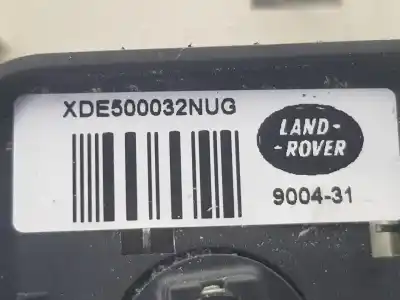 XDE500032NUG
LAND-
-ROVER
9004-31